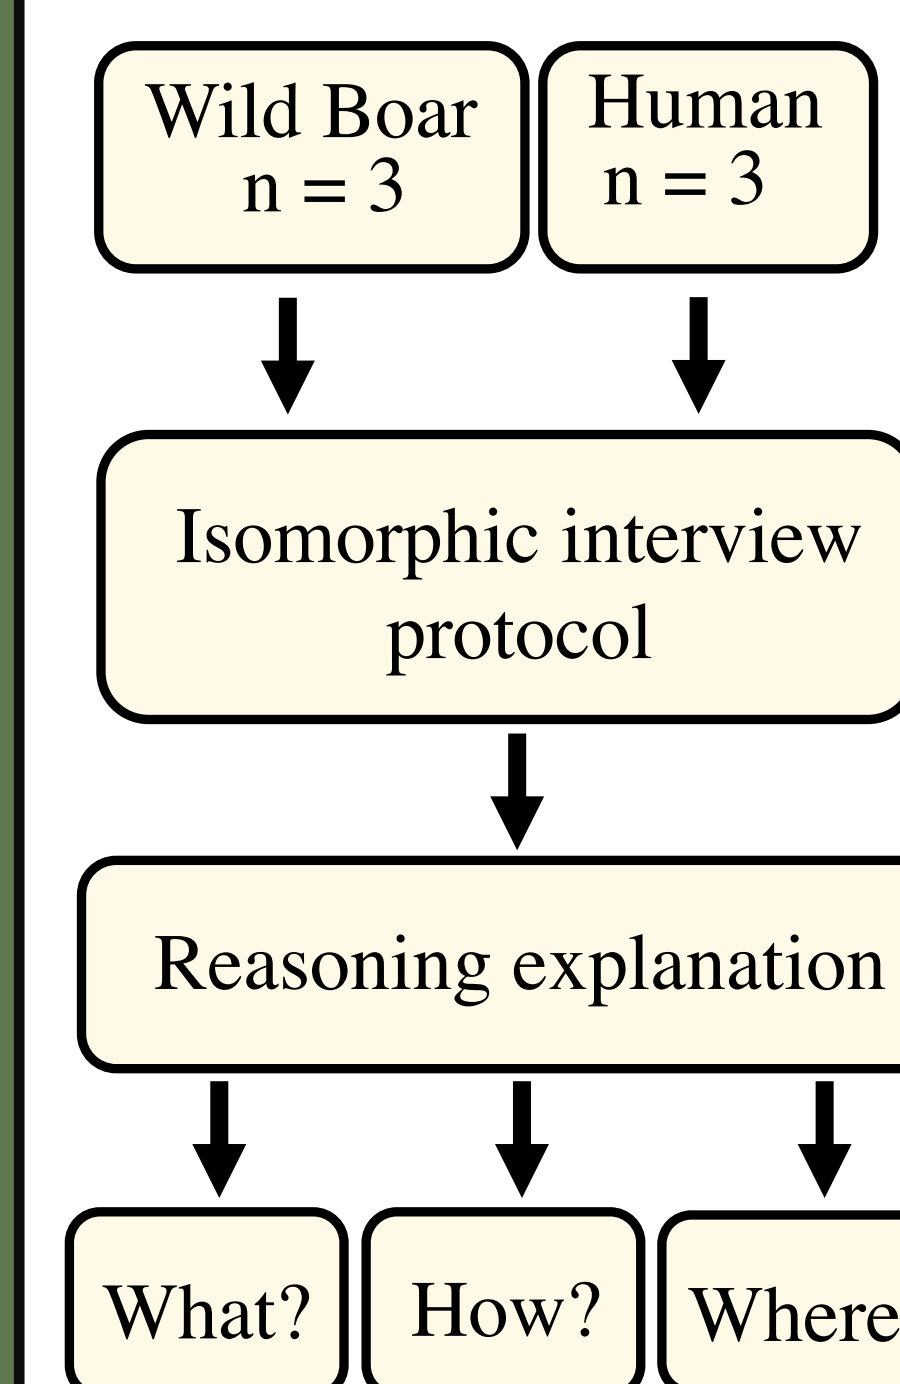 Wild Boar
n = 3
Human
n = 3
Isomorphic interview
protocol
Reasoning explanation
What?
How?
Where